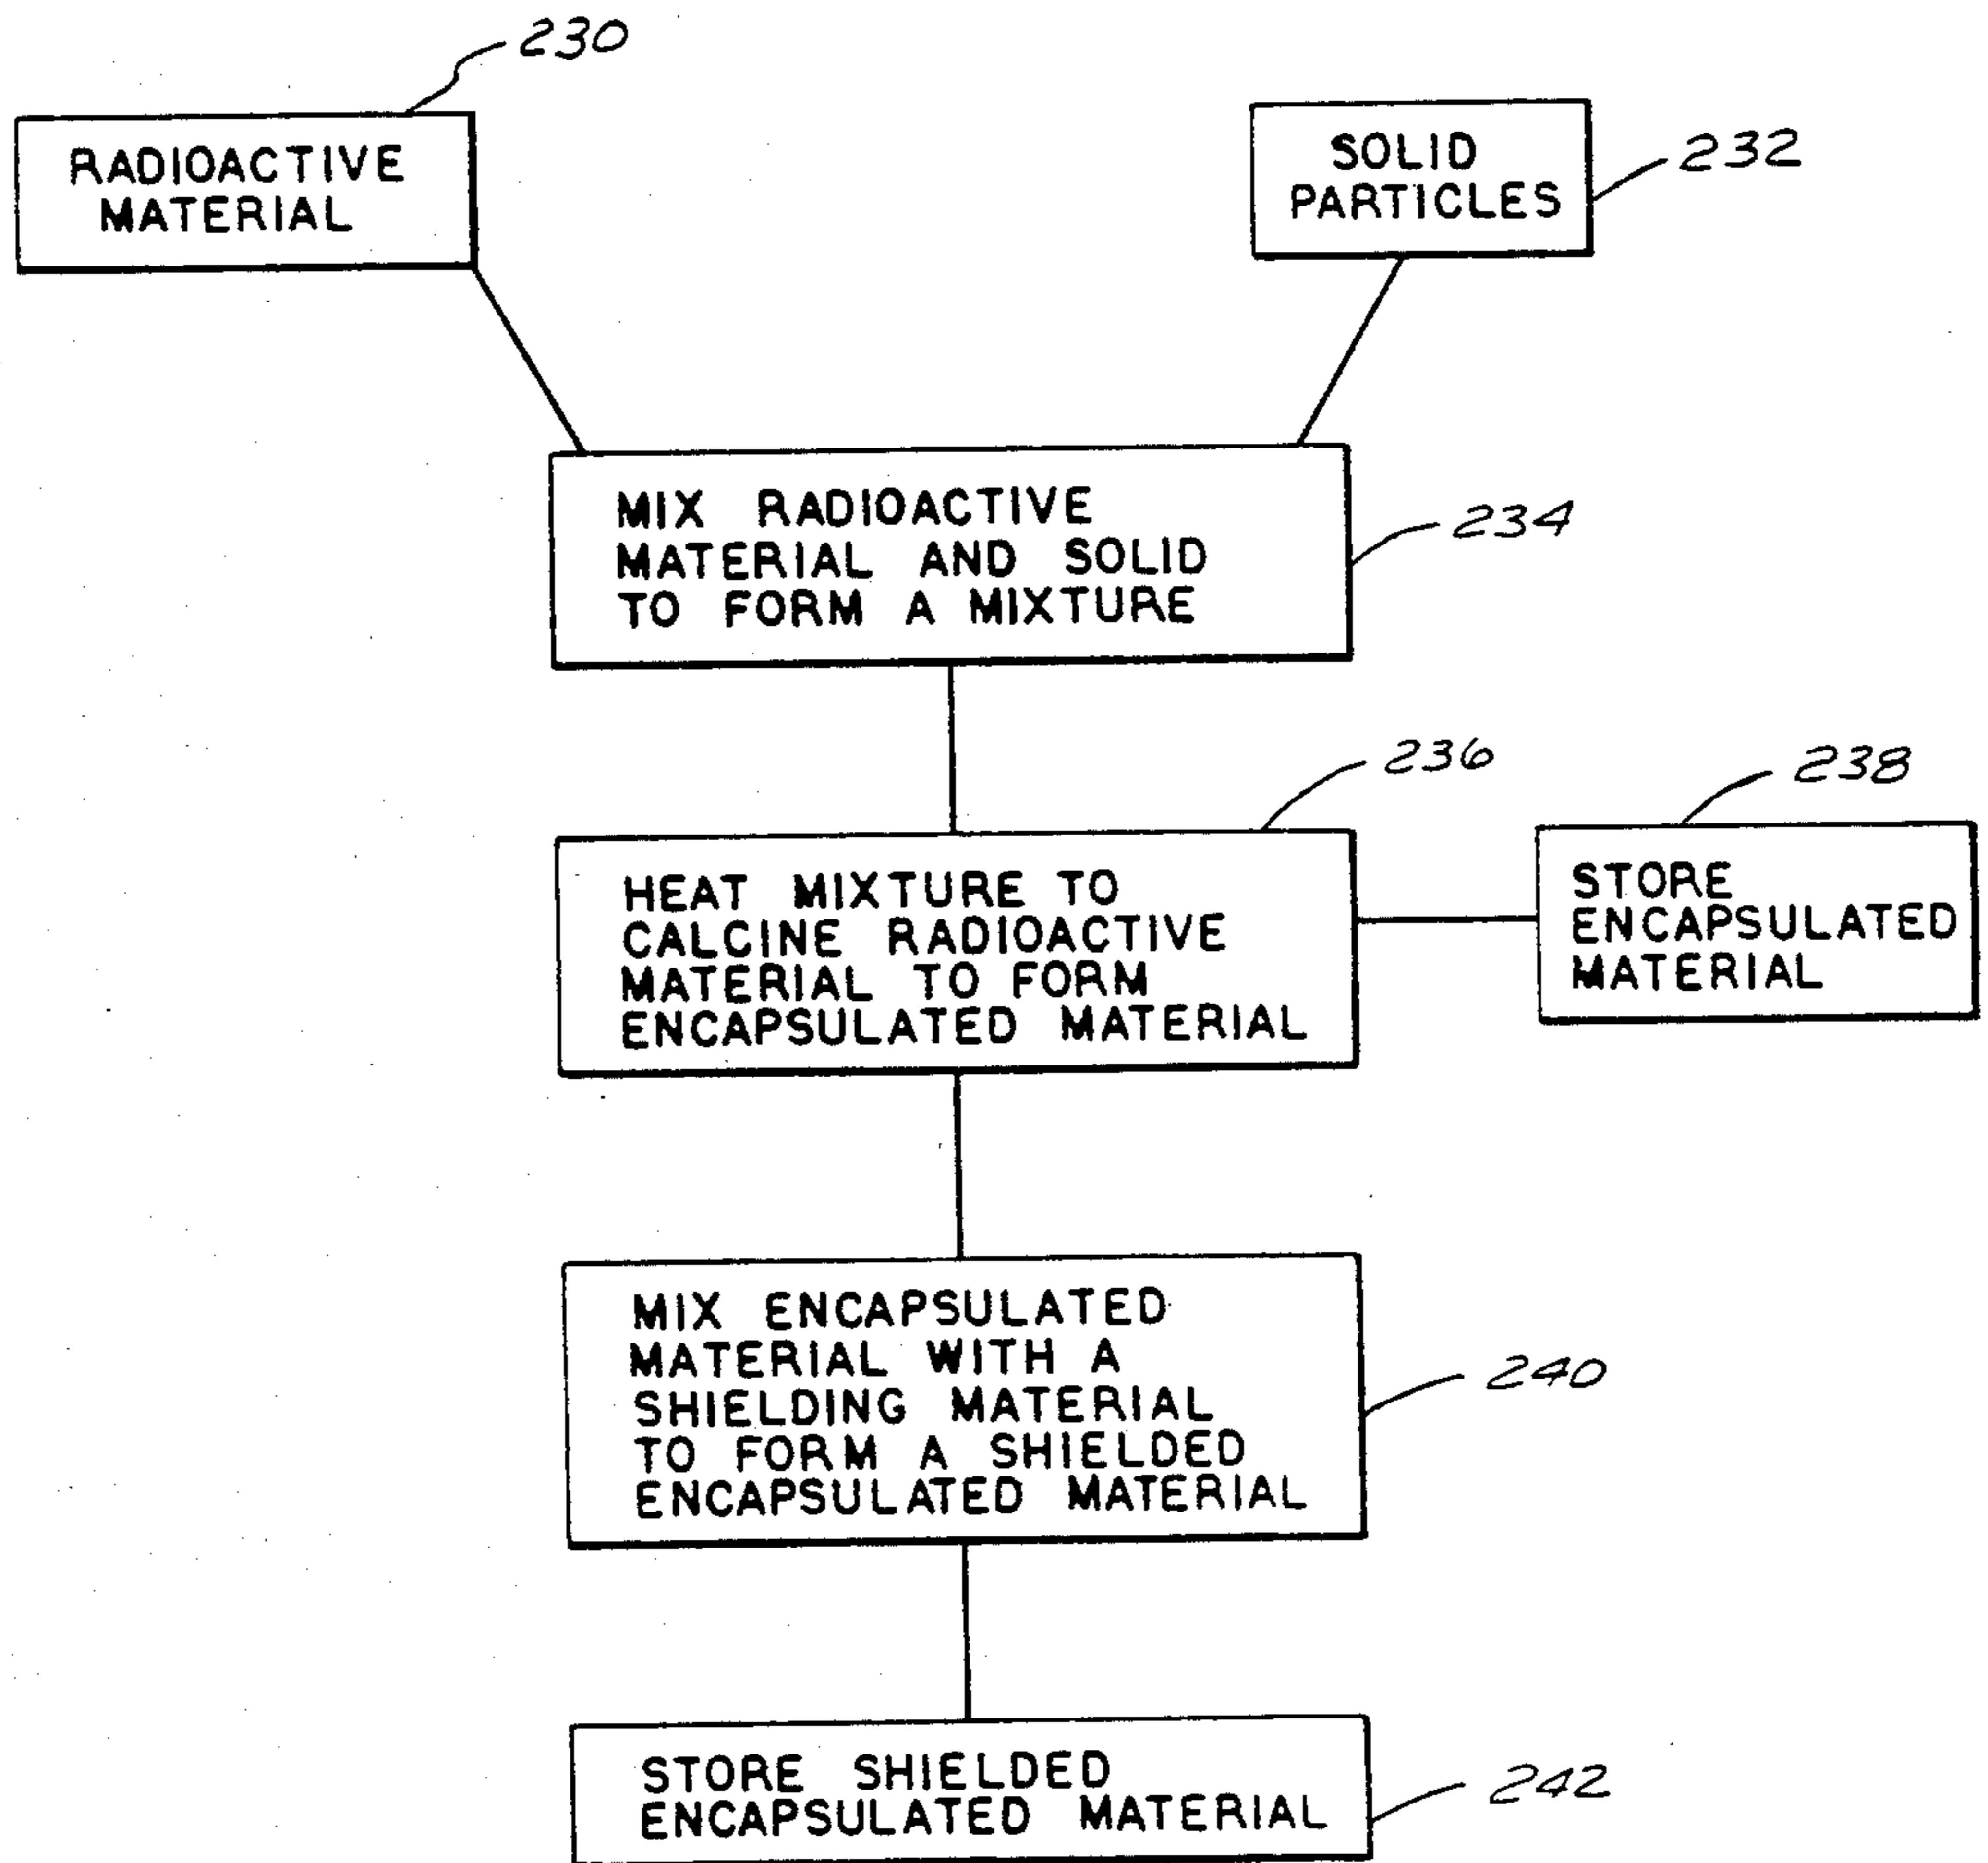 230
RADIOACTIVE
MATERIAL
SOLID
PARTICLES
232
MIX RADIOACTIVE
MATERIAL AND SOLID
TO FORM A MIXTURE
234
236
238
HEAT MIXTURE TO
CALCINE RADIOACTIVE
MATERIAL TO FORM
ENCAPSULATED MATERIAL
STORE
ENCAPSULATED
MATERIAL
MIX ENCAPSULATED
MATERIAL WITH A
SHIELDING MATERIAL
TO FORM A SHIELDED
ENCAPSULATED MATERIAL
240
STORE SHIELDED
ENCAPSULATED MATERIAL
242